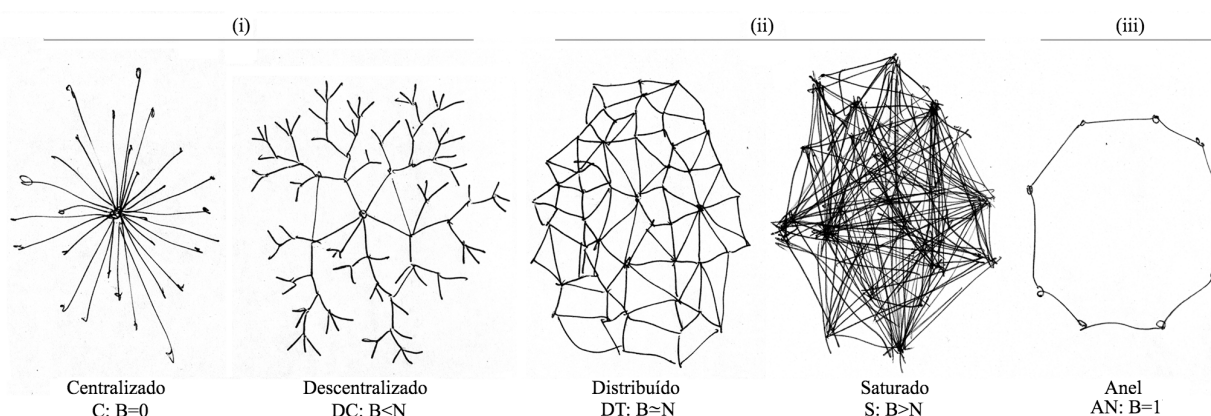 (i)
(ii)
(iii)
Centralizado
C: B=0
Descentralizado
DC: B<N
Distribuído
DT: B≃N
Saturado
S: B>N
Anel
AN: B=1